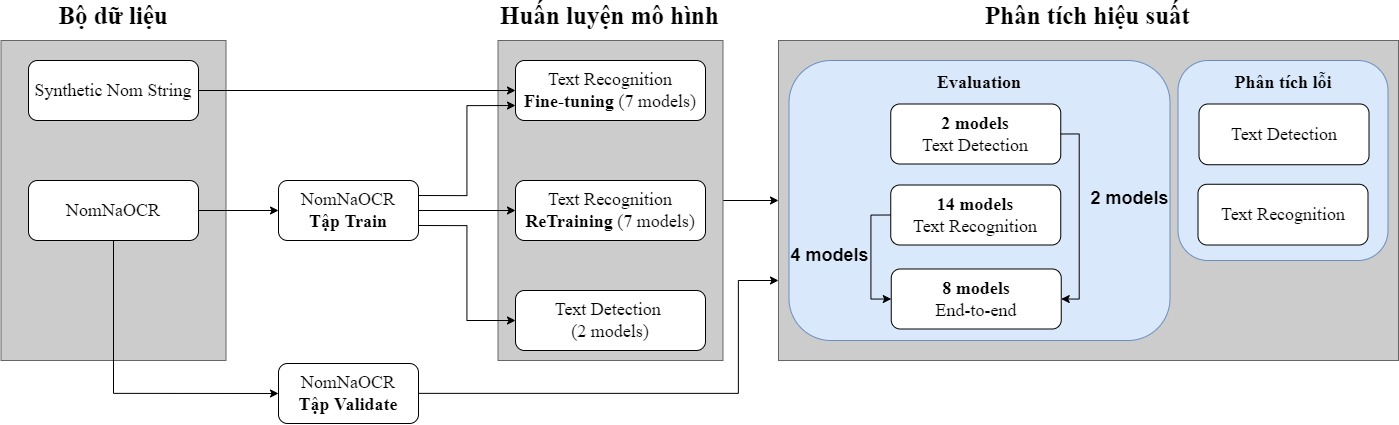 Bộ dữ liệu
Synthetic Nom String
NomNaOCR
NomNaOCR
Tập Train
NomNaOCR
Tập Validate
Huấn luyện mô hình
Text Recognition
Fine-tuning (7 models)
Text Recognition
ReTraining (7 models)
Text Detection
(2 models)
Phân tích hiệu suất
Evaluation
2 models
Text Detection
14 models
Text Recognition
8 models
End-to-end
4 models
2 models
Phân tích lỗi
Text Detection
Text Recognition